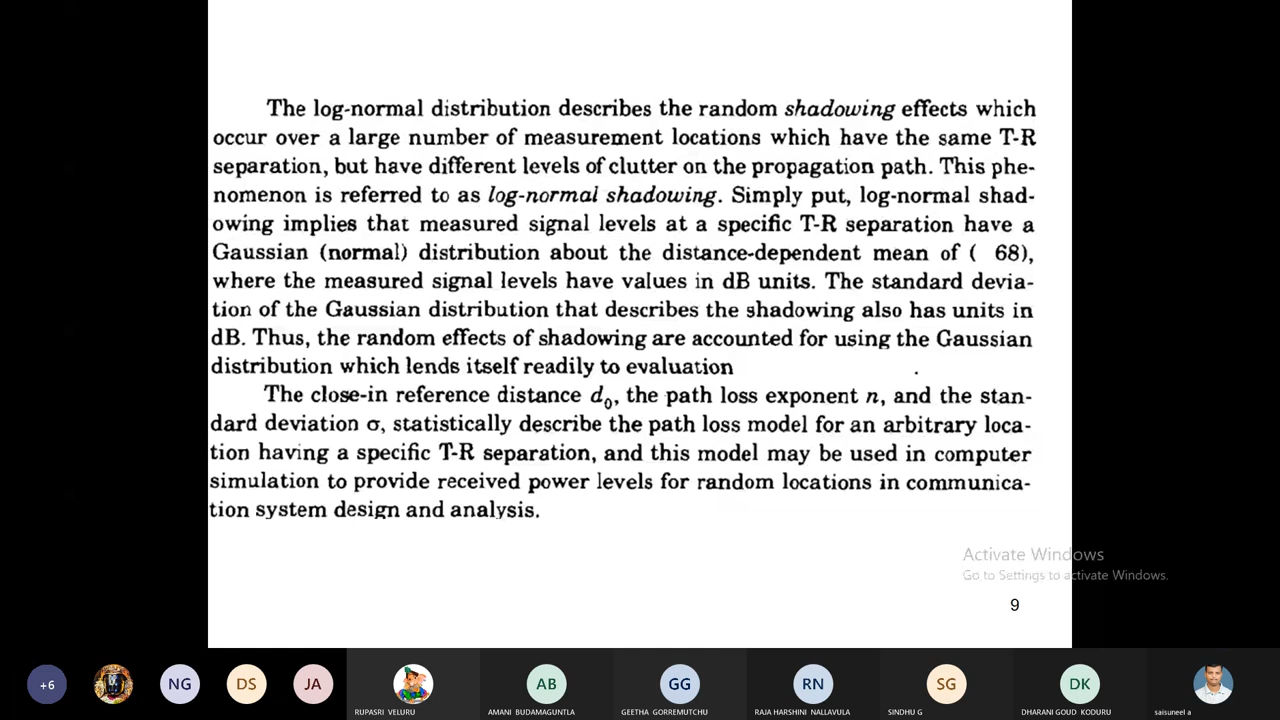 The log-normal distribution describes the random shadowing effects which
occur over a large number of measurement locations which have the same T-R
separation, but have different levels of clutter on the propagation path. This phe-
nomenon is referred to as log-normal shadowing. Simply put, log-normal shad-
owing implies that measured signal levels at a specific T-R separation have a
Gaussian (normal) distribution about the distance-dependent mean of ( 68),
where the measured signal levels have values in dB units. The standard devia-
tion of the Gaussian distribution that describes the shadowing also has units in
dB. Thus, the random effects of shadowing are accounted for using the Gaussian
distribution which lends itself readily to evaluation .
The close-in reference distance d₀, the path loss exponent n, and the stan-
dard deviation σ, statistically describe the path loss model for an arbitrary loca-
tion having a specific T-R separation, and this model may be used in computer
simulation to provide received power levels for random locations in communica-
tion system design and analysis.
Activate Windows
Go to Settings to activate Windows.
9
+6
NG
DS
JA
RUPASRI VELURU
AB
AMANI BUDAMAGUNTLA
GG
GEETHA GORREMUTCHU
RN
RAJA HARSHINI NALLAVULA
SG
SINDHU G
DK
DHARANI GOUD KODURU
saisuneel a